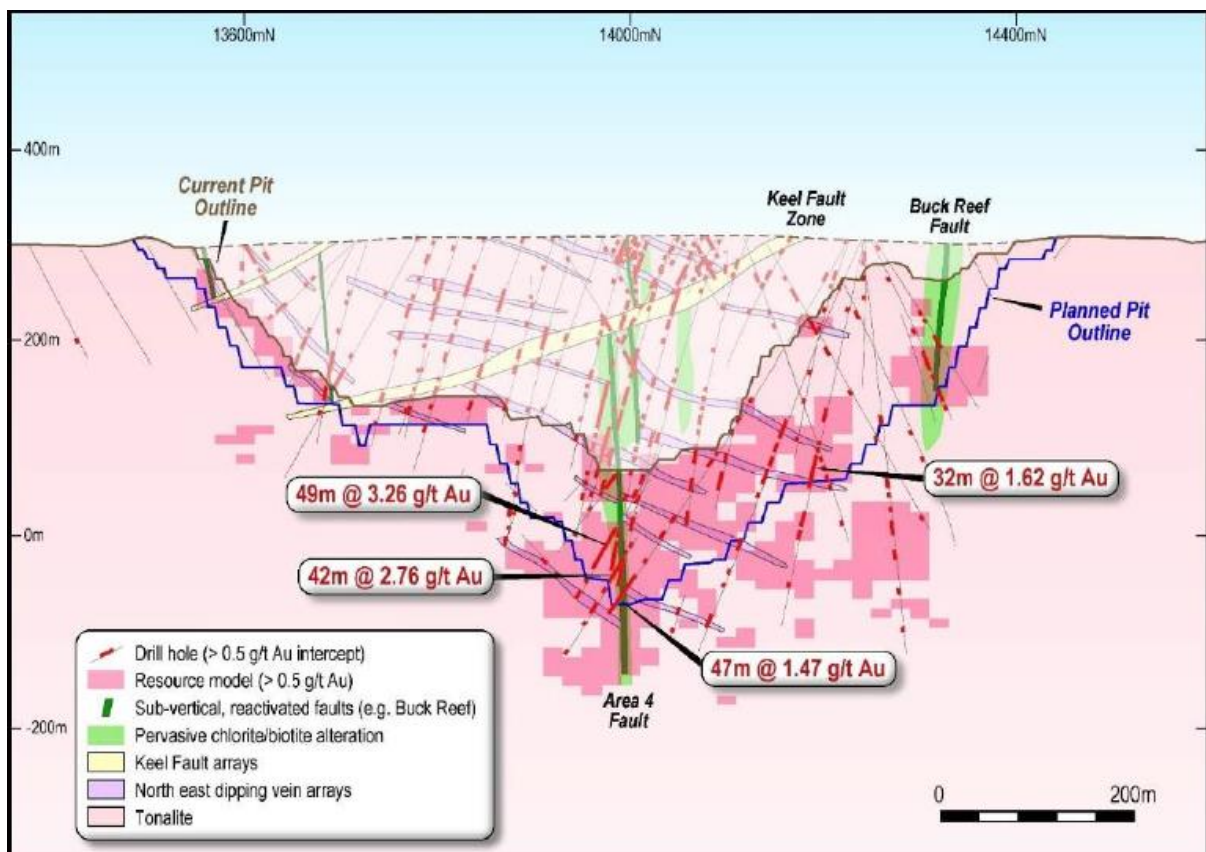 13600mN
14000mN
14400mN
400m
200m
0m
-200m
Current Pit
Outline
Keel Fault
Zone
Buck Reef
Fault
Planned Pit
Outline
49m @ 3.26 g/t Au
42m @ 2.76 g/t Au
32m @ 1.62 g/t Au
47m @ 1.47 g/t Au
Area 4
Fault
Drill hole (> 0.5 g/t Au intercept)
Resource model (> 0.5 g/t Au)
Sub-vertical, reactivated faults (e.g. Buck Reef)
Pervasive chlorite/biotite alteration
Keel Fault arrays
North east dipping vein arrays
Tonalite
0
200m